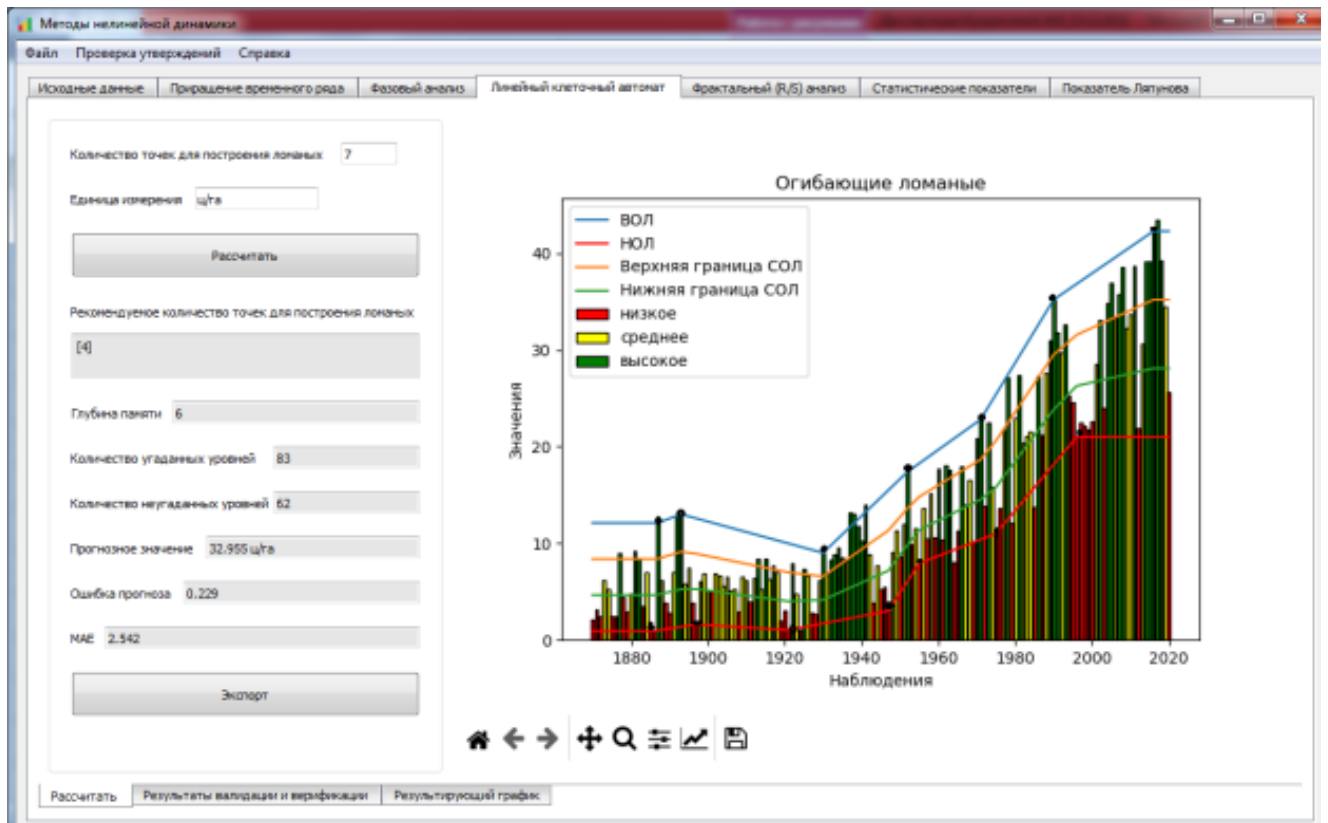 Методы нелинейной динамики
Файл Проверка утверждений Справка
Исходные данные Приращение временного ряда Фазовый анализ Линейный клеточный автомат Фрактальный (R/S) анализ Статистические показатели Показатель Ляпунова
Количество точек для построения ломаных 7
Единица измерения ц/га
Рассчитать
Рекомендуемое количество точек для построения ломаных
[4]
Глубина памяти 6
Количество угаданных уровней 83
Количество неугаданных уровней 62
Прогнозное значение 32.955 ц/га
Ошибка прогноза 0.229
MAE 2.542
Экспорт
Огибающие ломаные
ВОЛ
НОЛ
Верхняя граница СОЛ
Нижняя граница СОЛ
низкое
среднее
высокое
Значения
40
30
20
10
0
1880 1900 1920 1940 1960 1980 2000 2020
Наблюдения
Рассчитать Результаты валидации и верификации Результирующий график